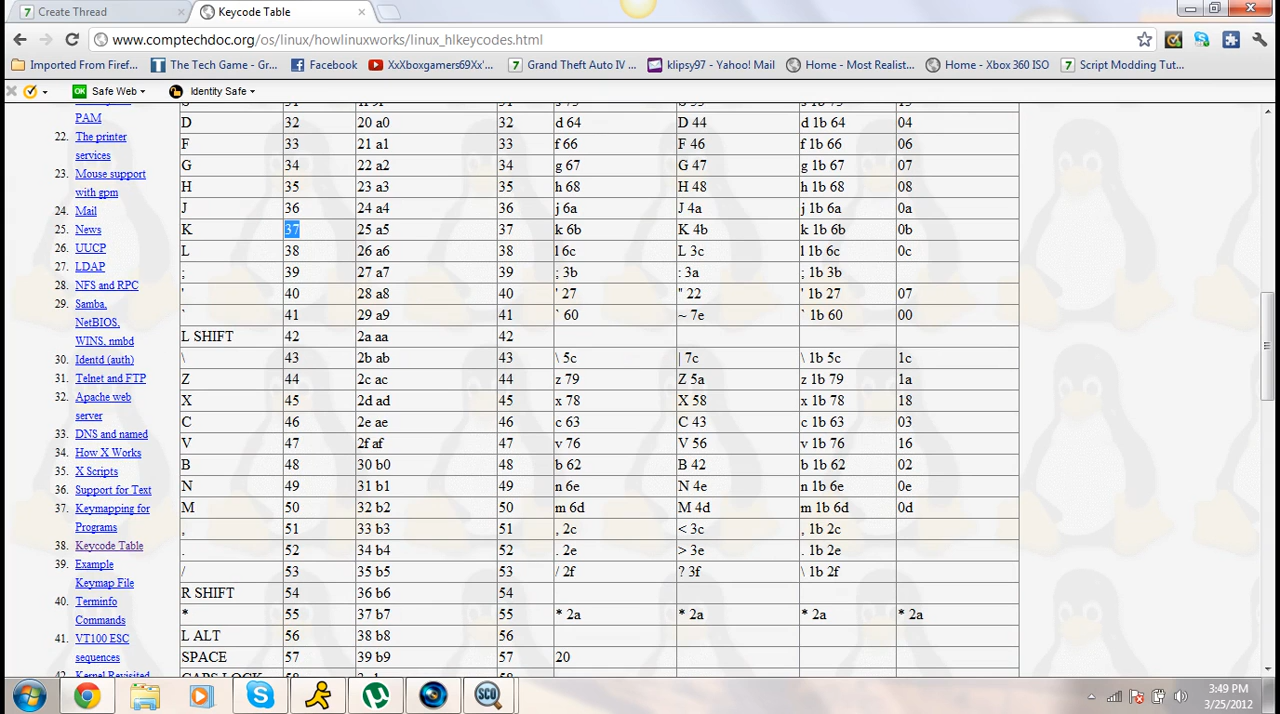 Create Thread
Keycode Table
www.comptechdoc.org/os/linux/howlinuxworks/linux_hlkeycodes.html
Imported From Firef... The Tech Game - Gr... Facebook XxXboxgamers69Xx'... Grand Theft Auto IV ... klipsy97 - Yahoo! Mail Home - Most Realist... Home - Xbox 360 ISO Script Modding Tut...
Safe Web Identity Safe
PAM
22. The printer
services
23. Mouse support
with gpm
24. Mail
25. News
26. UUCP
27. LDAP
28. NFS and RPC
29. Samba,
NetBIOS,
WINS, nmbd
30. Identd (auth)
31. Telnet and FTP
32. Apache web
server
33. DNS and named
34. How X Works
35. X Scripts
36. Support for Text
37. Keymapping for
Programs
38. Keycode Table
39. Example
Keymap File
40. Terminfo
Commands
41. VT100 ESC
sequences
42. Kernel Revisited
D 32 20 a0 32 d 64 D 44 d 1b 64 04
F 33 21 a1 33 f 66 F 46 f 1b 66 06
G 34 22 a2 34 g 67 G 47 g 1b 67 07
H 35 23 a3 35 h 68 H 48 h 1b 68 08
J 36 24 a4 36 j 6a J 4a j 1b 6a 0a
K 37 25 a5 37 k 6b K 4b k 1b 6b 0b
L 38 26 a6 38 l 6c L 3c l 1b 6c 0c
; 39 27 a7 39 ; 3b : 3a ; 1b 3b
' 40 28 a8 40 ' 27 " 22 ' 1b 27 07
` 41 29 a9 41 ` 60 ~ 7e ` 1b 60 00
L SHIFT 42 2a aa 42
\ 43 2b ab 43 \ 5c | 7c \ 1b 5c 1c
Z 44 2c ac 44 z 79 Z 5a z 1b 79 1a
X 45 2d ad 45 x 78 X 58 x 1b 78 18
C 46 2e ae 46 c 63 C 43 c 1b 63 03
V 47 2f af 47 v 76 V 56 v 1b 76 16
B 48 30 b0 48 b 62 B 42 b 1b 62 02
N 49 31 b1 49 n 6e N 4e n 1b 6e 0e
M 50 32 b2 50 m 6d M 4d m 1b 6d 0d
, 51 33 b3 51 , 2c < 3c , 1b 2c
. 52 34 b4 52 . 2e > 3e . 1b 2e
/ 53 35 b5 53 / 2f ? 3f \ 1b 2f
R SHIFT 54 36 b6 54
* 55 37 b7 55 * 2a * 2a * 2a * 2a
L ALT 56 38 b8 56
SPACE 57 39 b9 57 20
CAPS LOCK 58
SCO
3:49 PM
3/25/2012